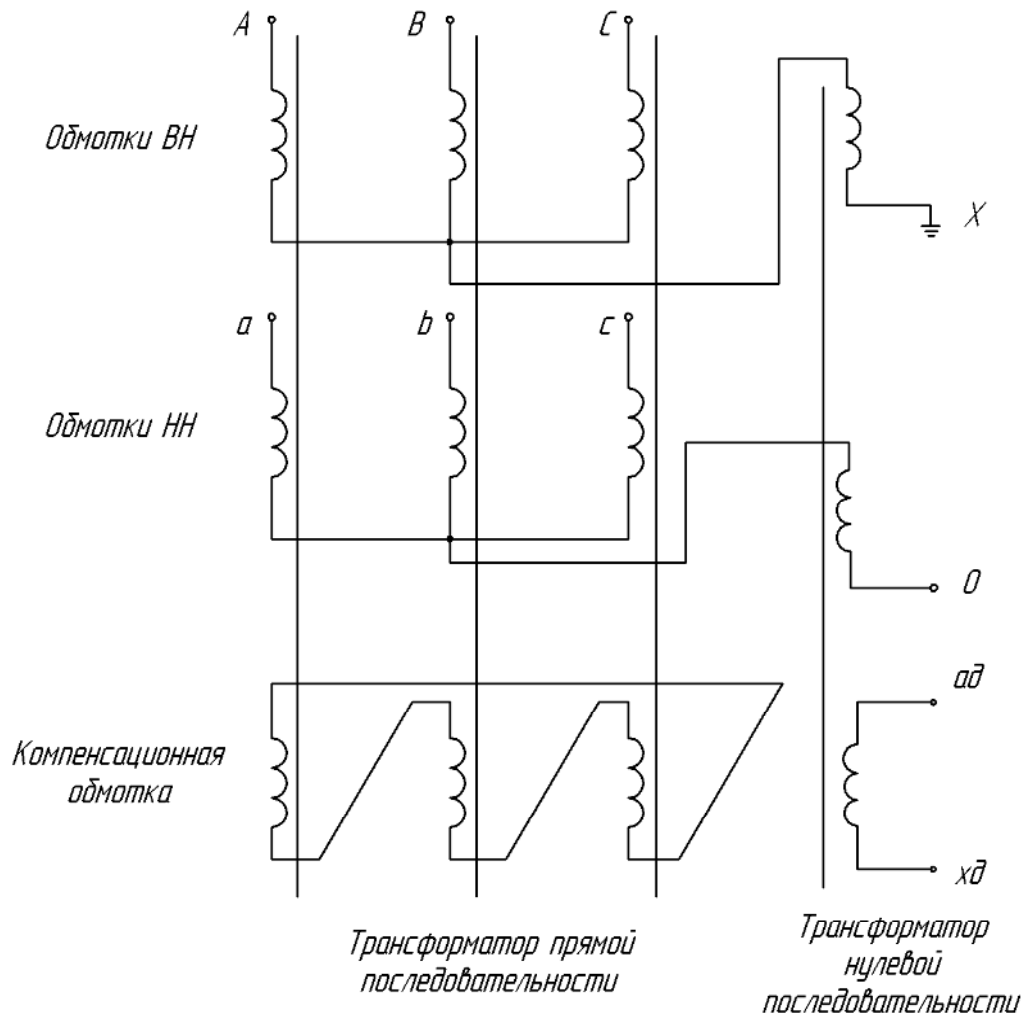 A
B
C
Обмотки ВН
X
a
b
c
Обмотки НН
0
ад
Компенсационная
обмотка
хд
Трансформатор прямой
последовательности
Трансформатор
нулевой
последовательности